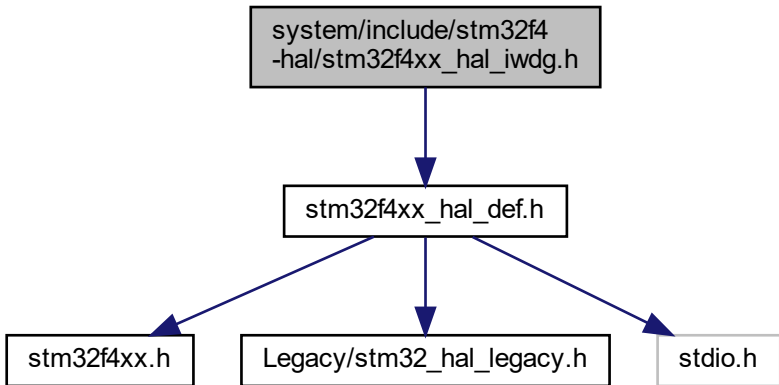 system/include/stm32f4
-hal/stm32f4xx_hal_iwdg.h
stm32f4xx_hal_def.h
stm32f4xx.h
Legacy/stm32_hal_legacy.h
stdio.h